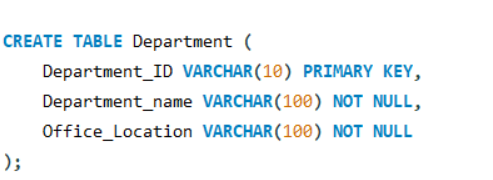 CREATE TABLE Department (
    Department_ID VARCHAR(10) PRIMARY KEY,
    Department_name VARCHAR(100) NOT NULL,
    Office_Location VARCHAR(100) NOT NULL
);